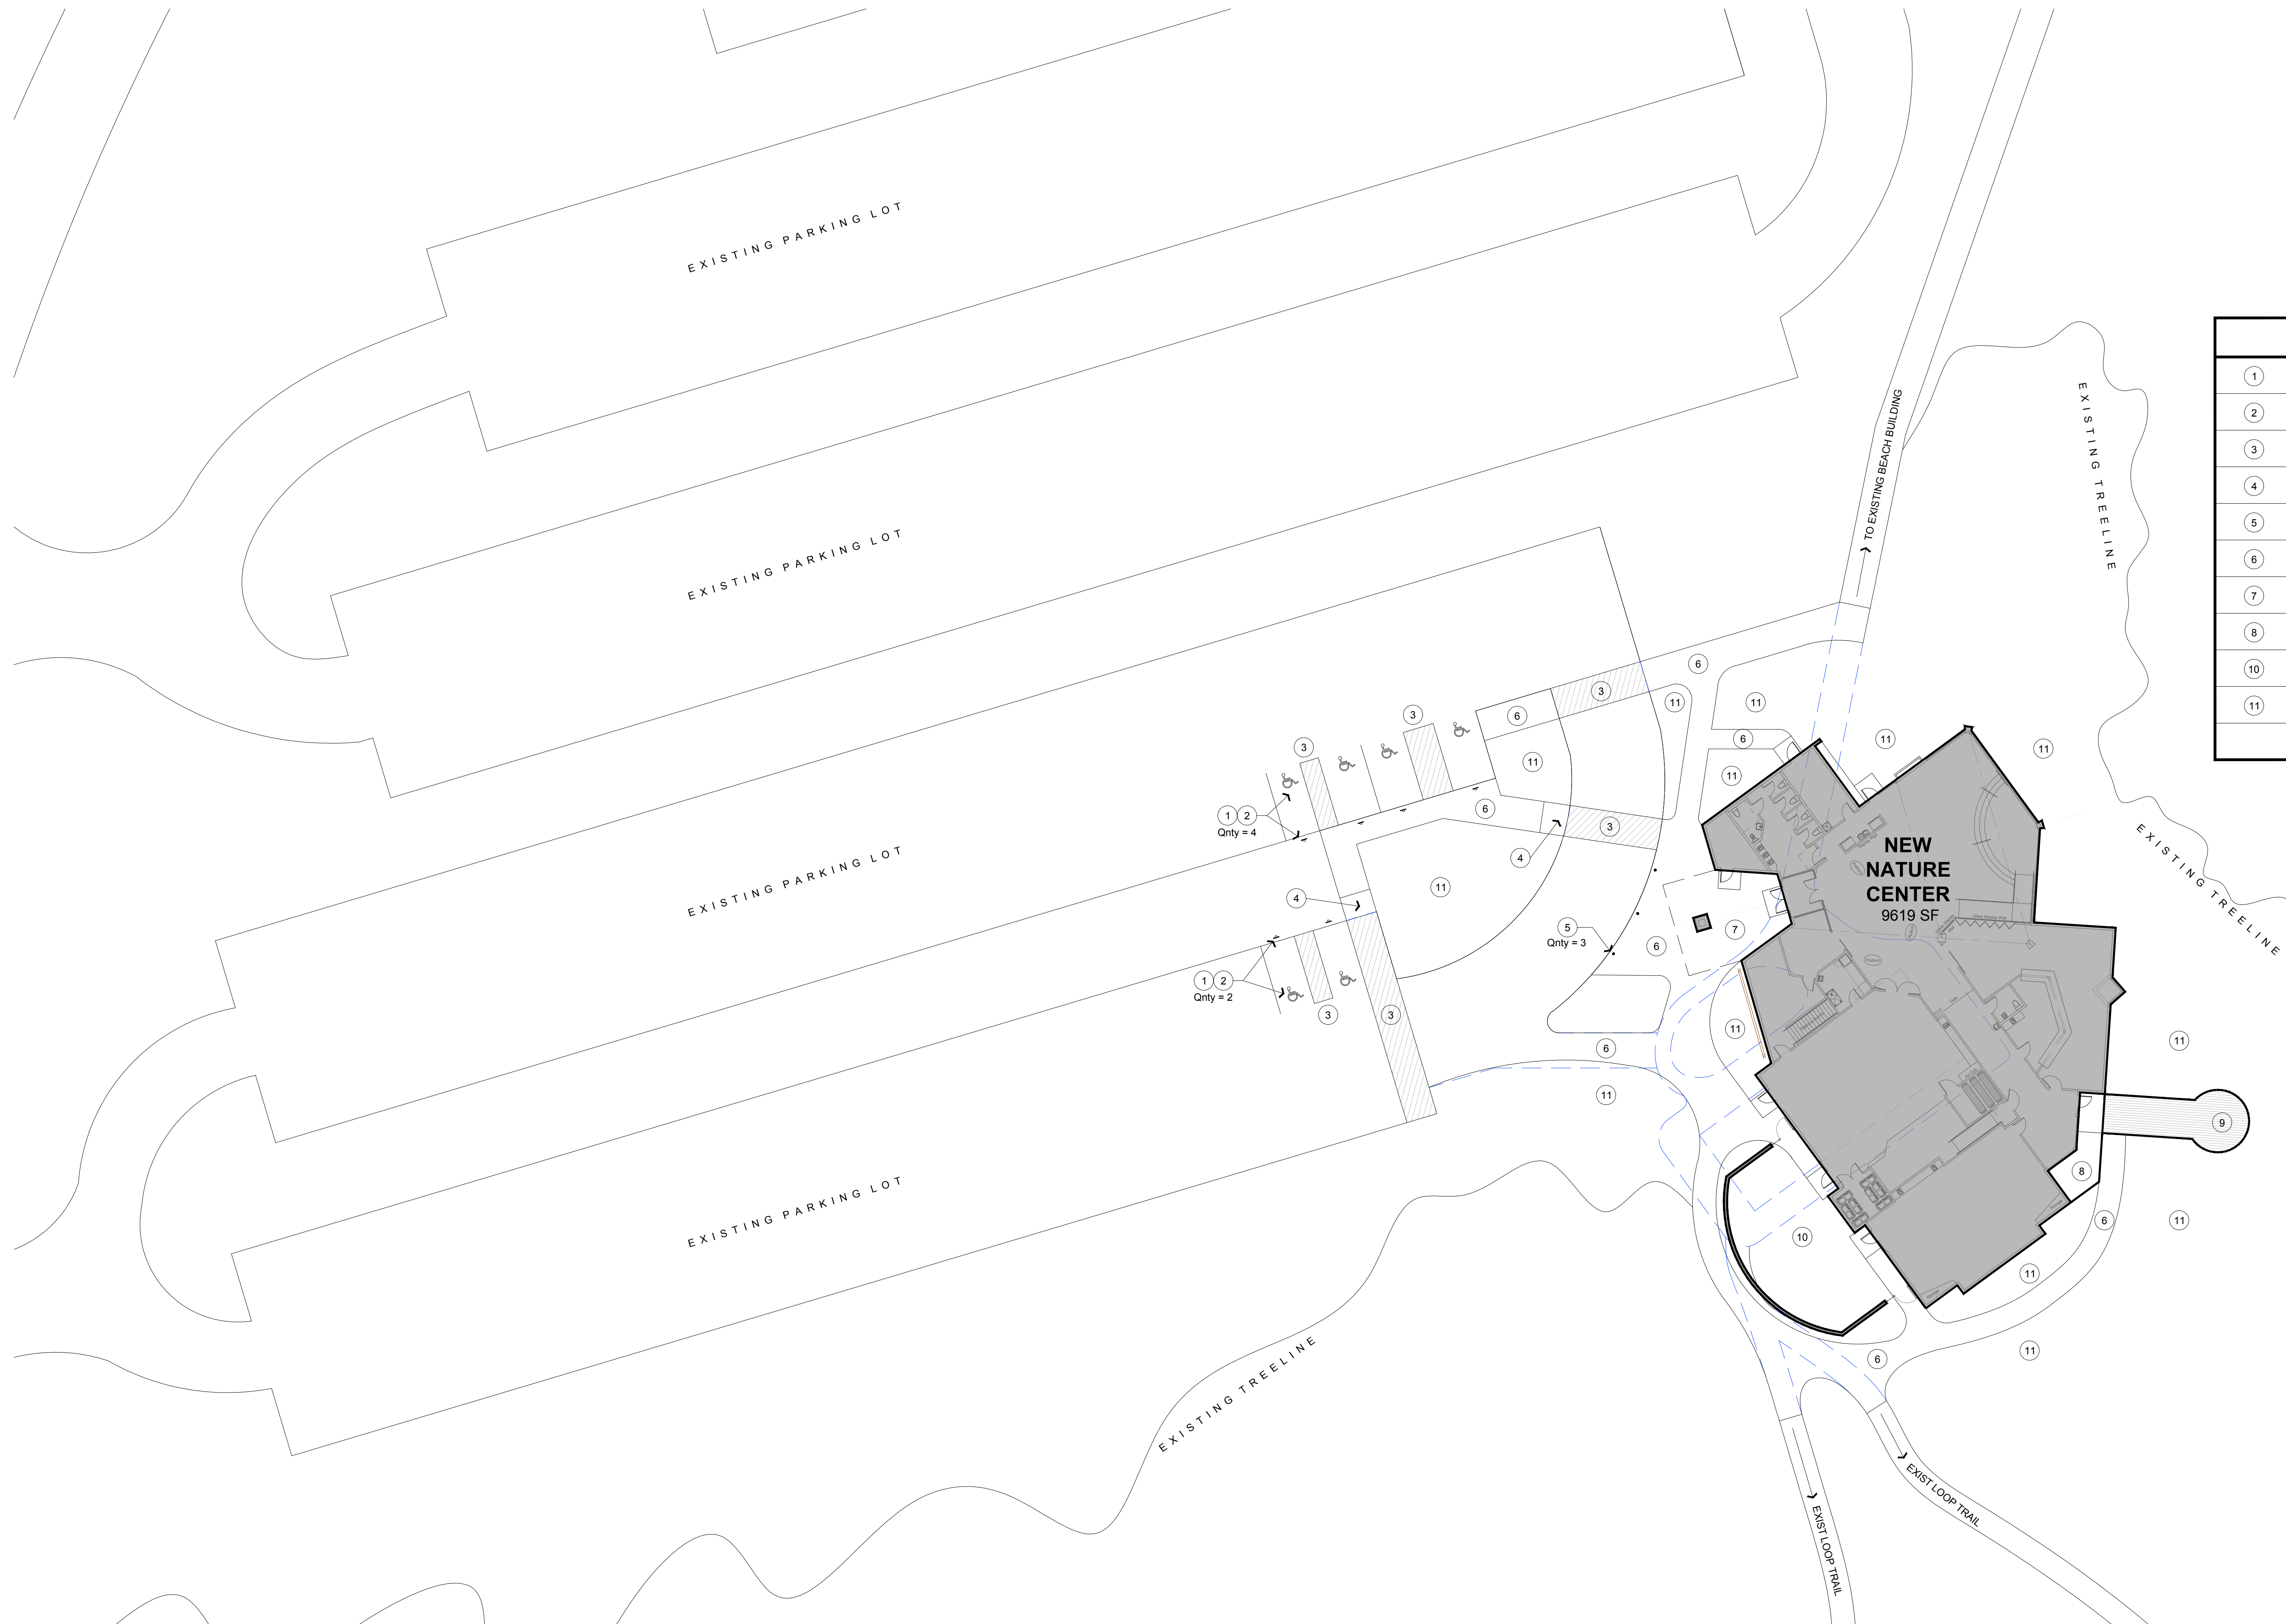 EXISTING PARKING LOT
EXISTING PARKING LOT
EXISTING PARKING LOT
EXISTING PARKING LOT
TO EXISTING BEACH BUILDING
EXISTING TREELINE
EXISTING TREELINE
EXISTING TREELINE
EXIST LOOP TRAIL
EXIST LOOP TRAIL
NEW
NATURE
CENTER
9619 SF
1 2
Qnty = 4
1 2
Qnty = 2
5
Qnty = 3
3
3
3
3
3
3
4
4
6
6
6
6
6
6
6
6
7
8
9
10
11
11
11
11
11
11
11
11
11
11
11
11
11
1
2
3
4
5
6
7
8
10
11